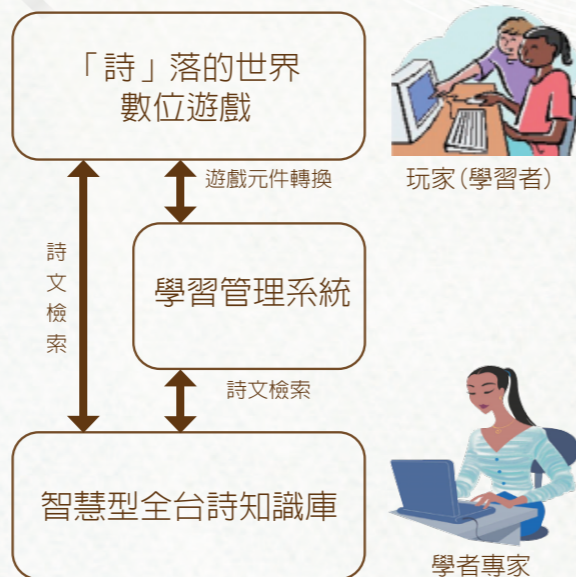 「詩」落的世界
數位遊戲
遊戲元件轉換
玩家(學習者)
詩文檢索
學習管理系統
詩文檢索
智慧型全台詩知識庫
學者專家